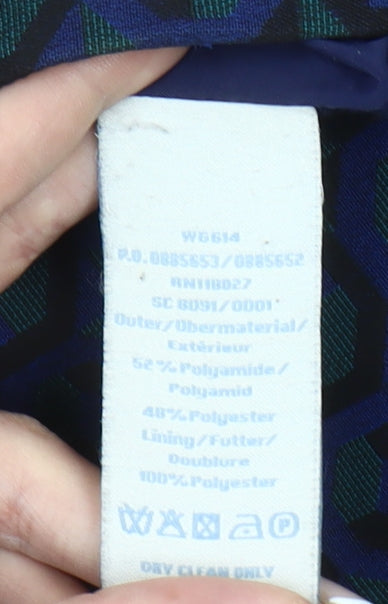 WG614
P.O.0885653/0885652
RN118027
SC 8091/0001
Outer/Obermaterial/
Extérieur
52%Polyamide/
Polyamid
48%Polyester
Lining/Futter/
Doublure
100%Polyester
P
DRY CLEAN ONLY